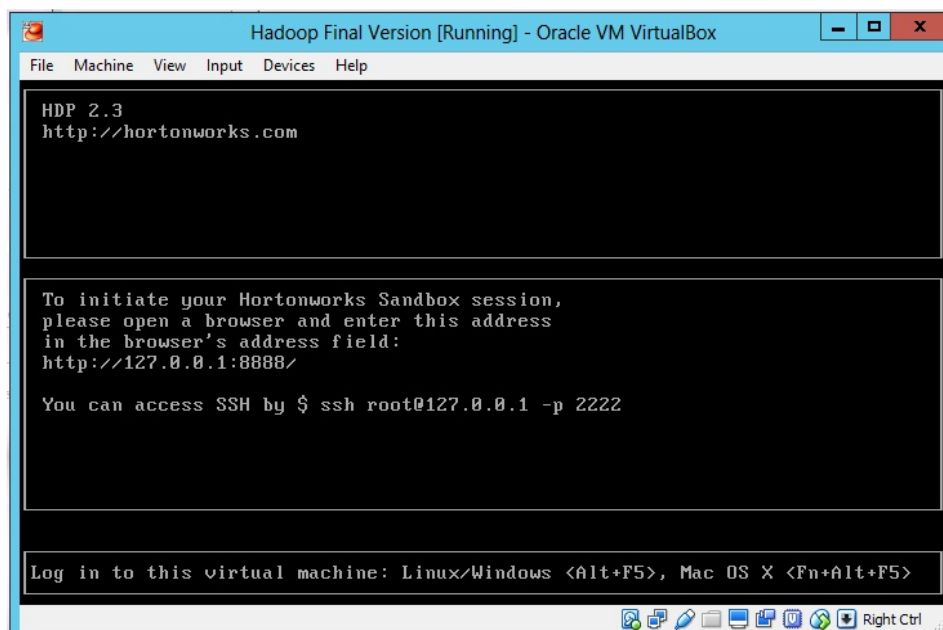 Hadoop Final Version [Running] - Oracle VM VirtualBox
File Machine View Input Devices Help
HDP 2.3
http://hortonworks.com
To initiate your Hortonworks Sandbox session,
please open a browser and enter this address
in the browser's address field:
http://127.0.0.1:8888/
You can access SSH by $ ssh root@127.0.0.1 -p 2222
Log in to this virtual machine: Linux/Windows <Alt+F5>, Mac OS X <Fn+Alt+F5>
Right Ctrl